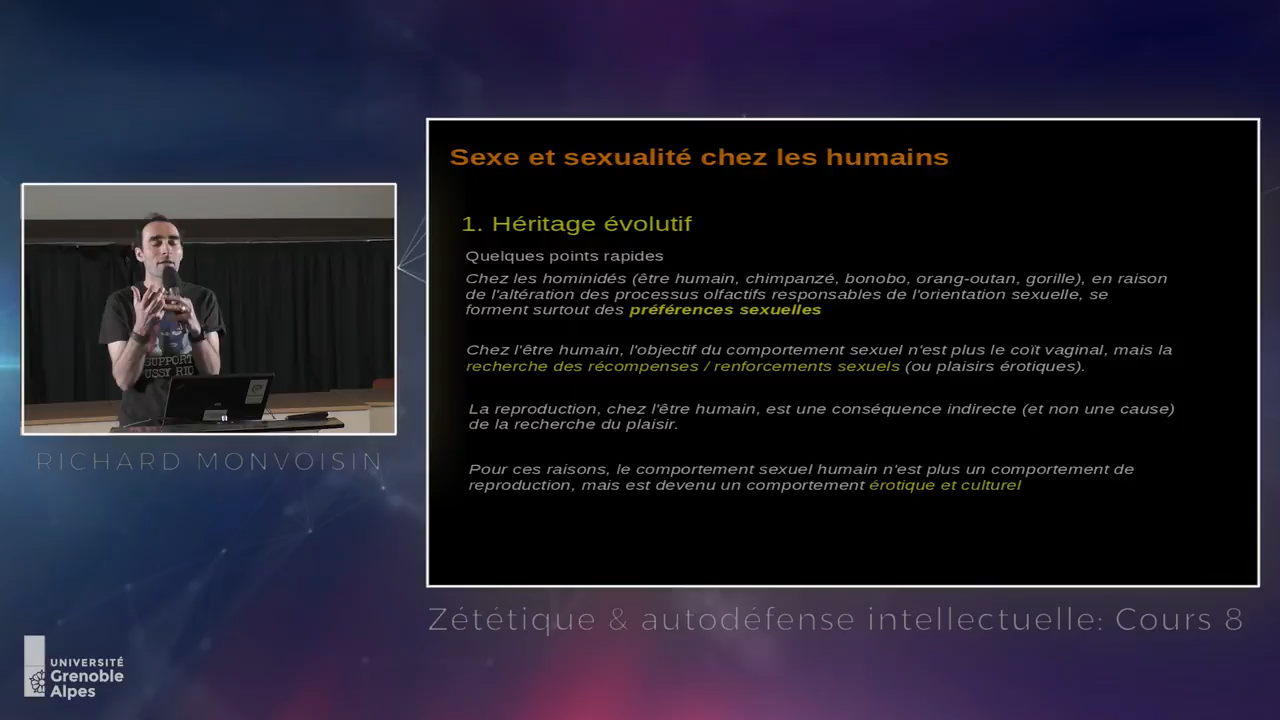 Sexe et sexualité chez les humains
1. Héritage évolutif
Quelques points rapides
Chez les hominidés (être humain, chimpanzé, bonobo, orang-outan, gorille), en raison
de l'altération des processus olfactifs responsables de l'orientation sexuelle, se
forment surtout des préférences sexuelles
Chez l'être humain, l'objectif du comportement sexuel n'est plus le coït vaginal, mais la
recherche des récompenses / renforcements sexuels (ou plaisirs érotiques).
La reproduction, chez l'être humain, est une conséquence indirecte (et non une cause)
de la recherche du plaisir.
Pour ces raisons, le comportement sexuel humain n'est plus un comportement de
reproduction, mais est devenu un comportement érotique et culturel
SUPPORT
USSY RIO
RICHARD MONVOISIN
Zététique & autodéfense intellectuelle: Cours 8
UNIVERSITÉ
Grenoble
Alpes